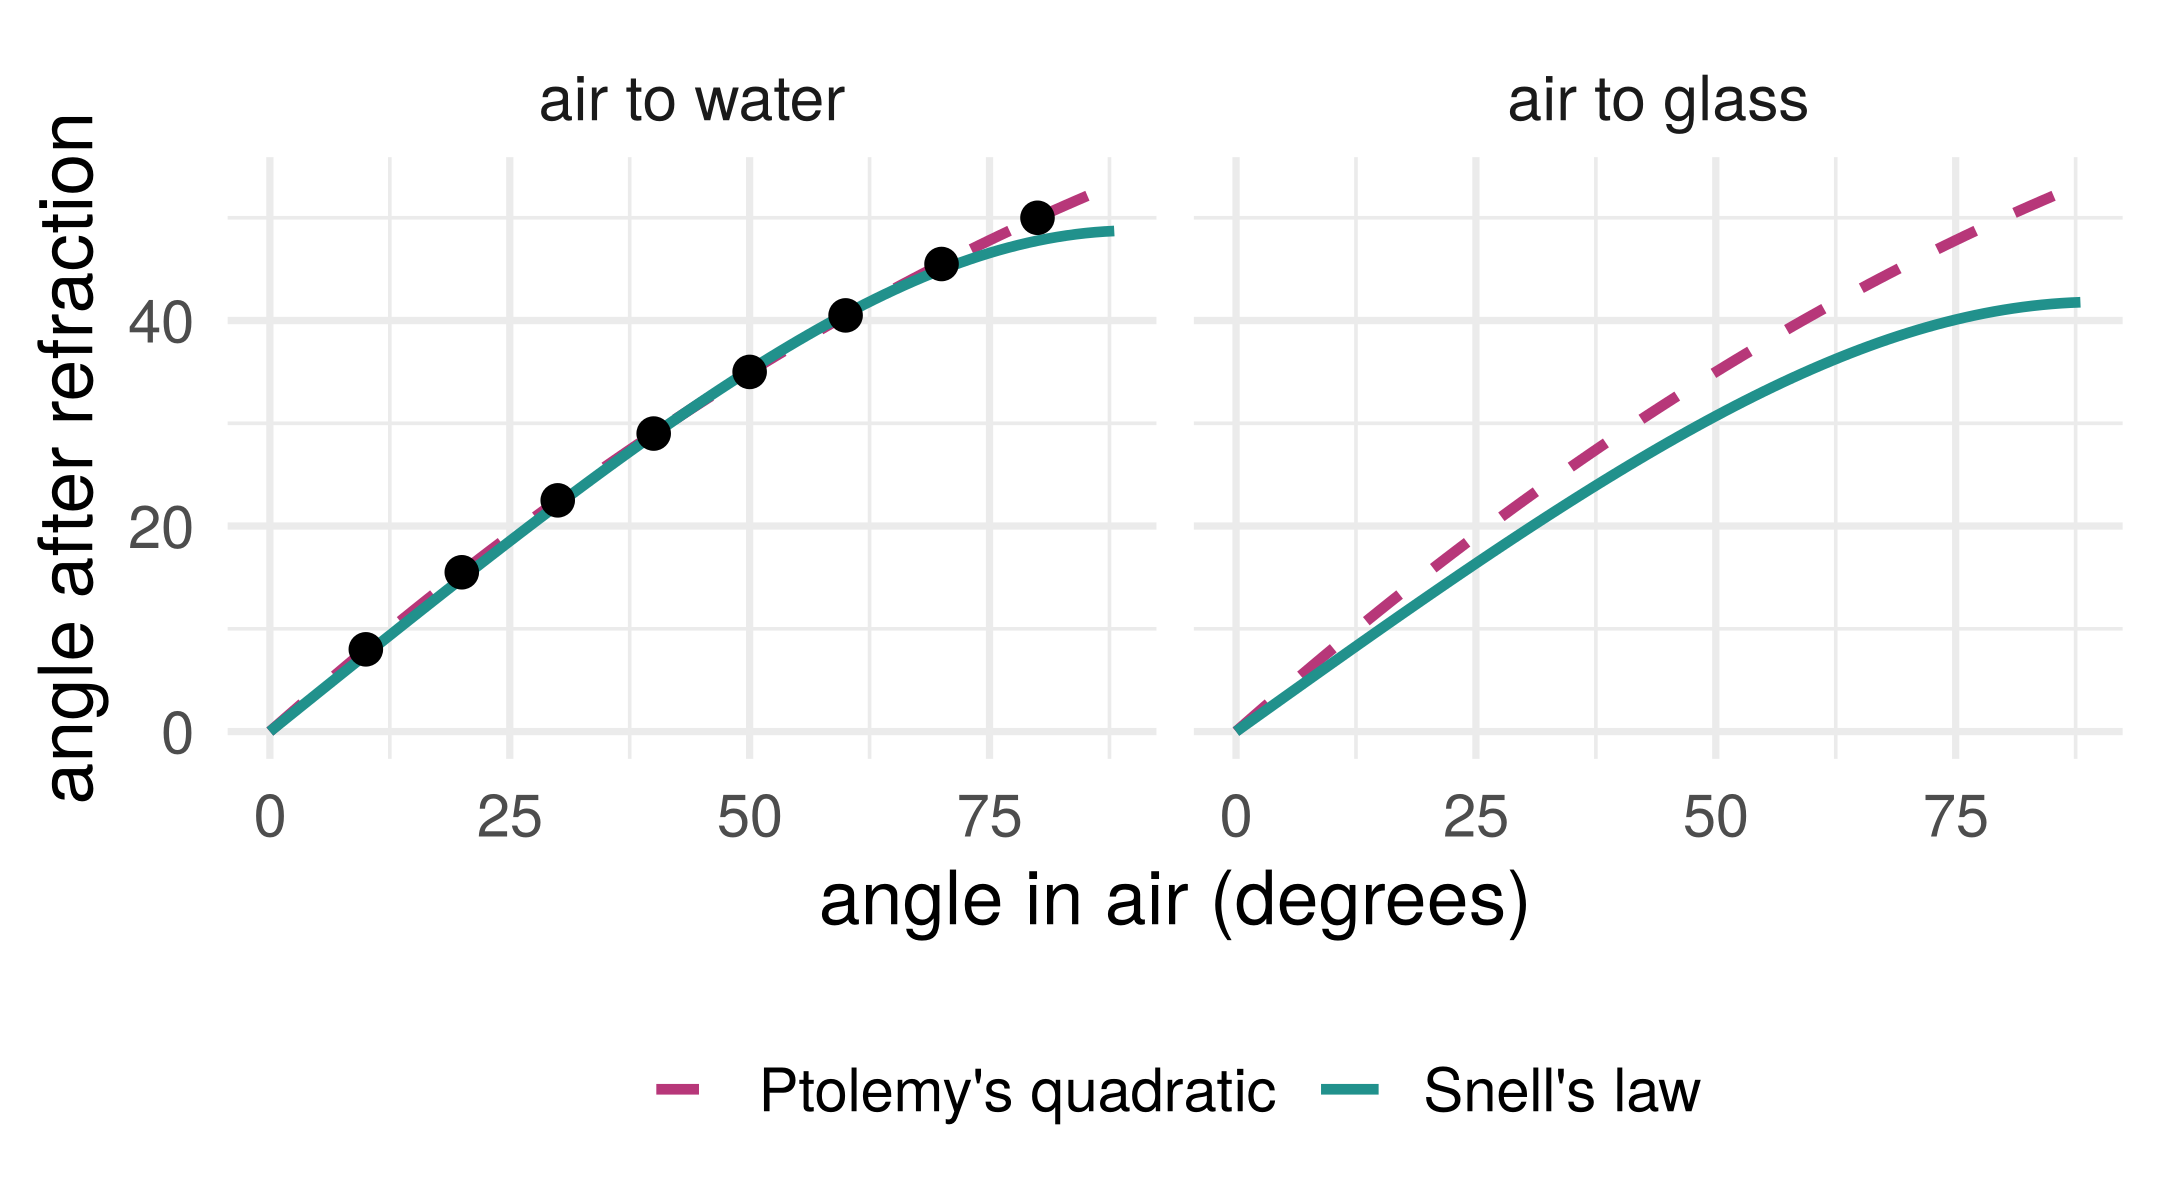 air to water
air to glass
angle after refraction
40
20
0
0 25 50 75
0 25 50 75
angle in air (degrees)
Ptolemy's quadratic
Snell's law